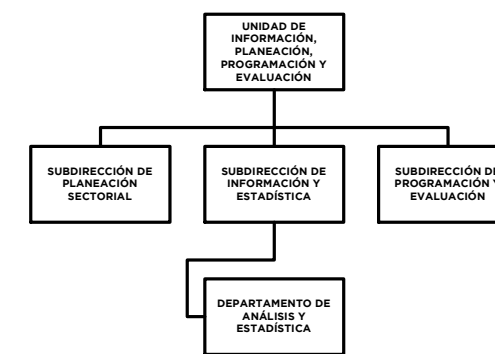 UNIDAD DE
INFORMACIÓN,
PLANEACIÓN,
PROGRAMACIÓN Y
EVALUACIÓN
SUBDIRECCIÓN DE
PLANEACIÓN
SECTORIAL
SUBDIRECCIÓN DE
INFORMACIÓN Y
ESTADÍSTICA
SUBDIRECCIÓN DE
PROGRAMACIÓN Y
EVALUACIÓN
DEPARTAMENTO DE
ANÁLISIS Y
ESTADÍSTICA